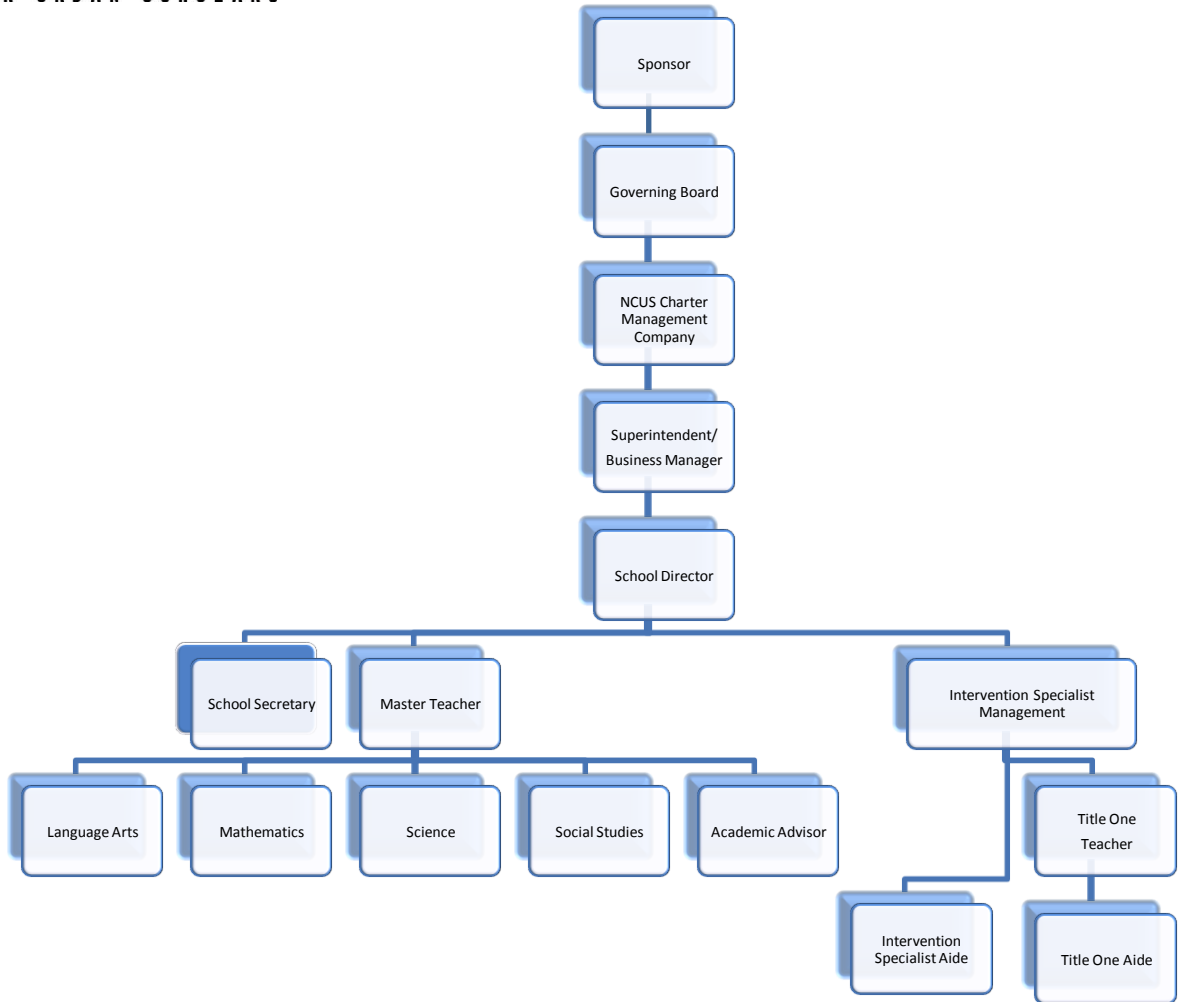 Sponsor
Governing Board
NCUS Charter
Management
Company
Superintendent/
Business Manager
School Director
School Secretary
Master Teacher
Intervention Specialist
Management
Language Arts
Mathematics
Science
Social Studies
Academic Advisor
Title One
Teacher
Intervention
Specialist Aide
Title One Aide